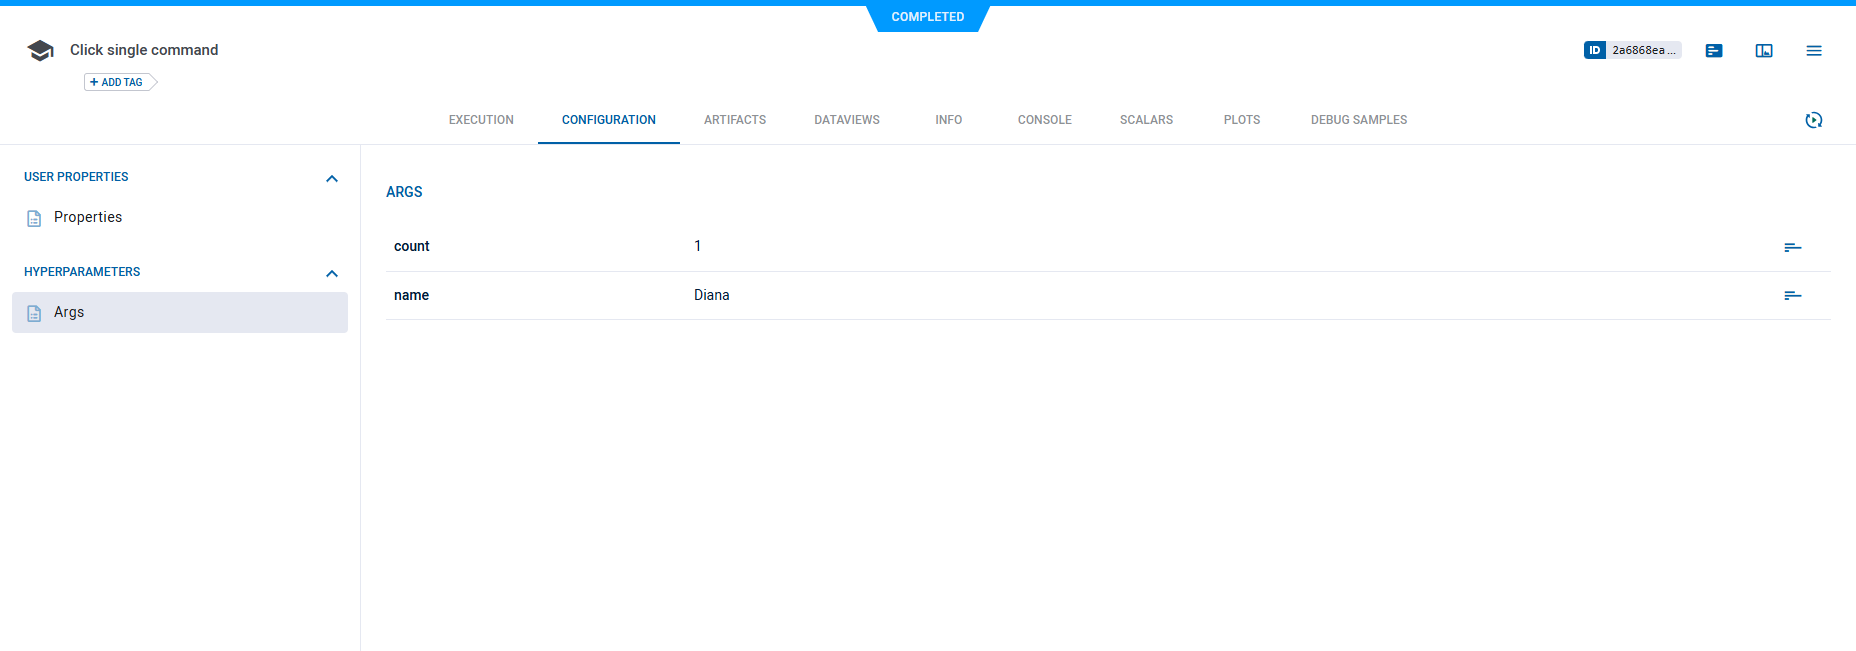 COMPLETED
Click single command
ID 2a6868ea ...
+ ADD TAG
EXECUTION CONFIGURATION ARTIFACTS DATAVIEWS INFO CONSOLE SCALARS PLOTS DEBUG SAMPLES
USER PROPERTIES
Properties
HYPERPARAMETERS
Args
ARGS
count 1
name Diana